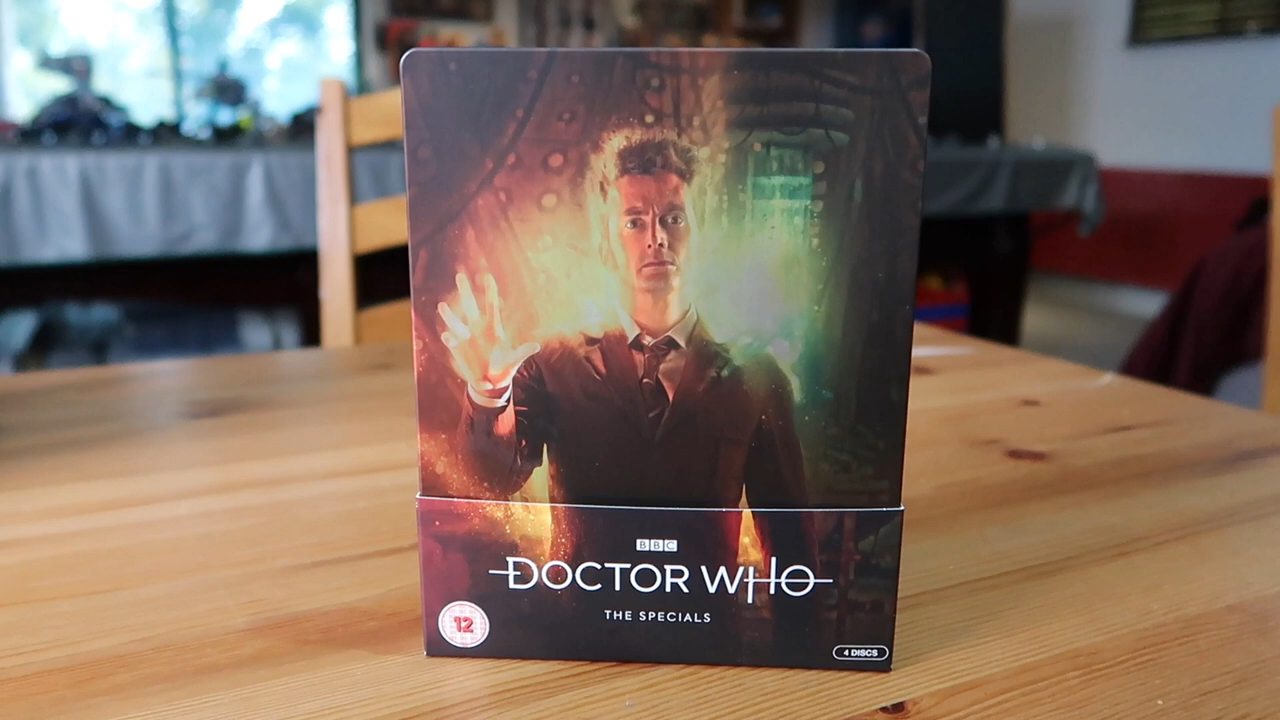 BBC
DOCTOR WHO
THE SPECIALS
12
4 DISCS